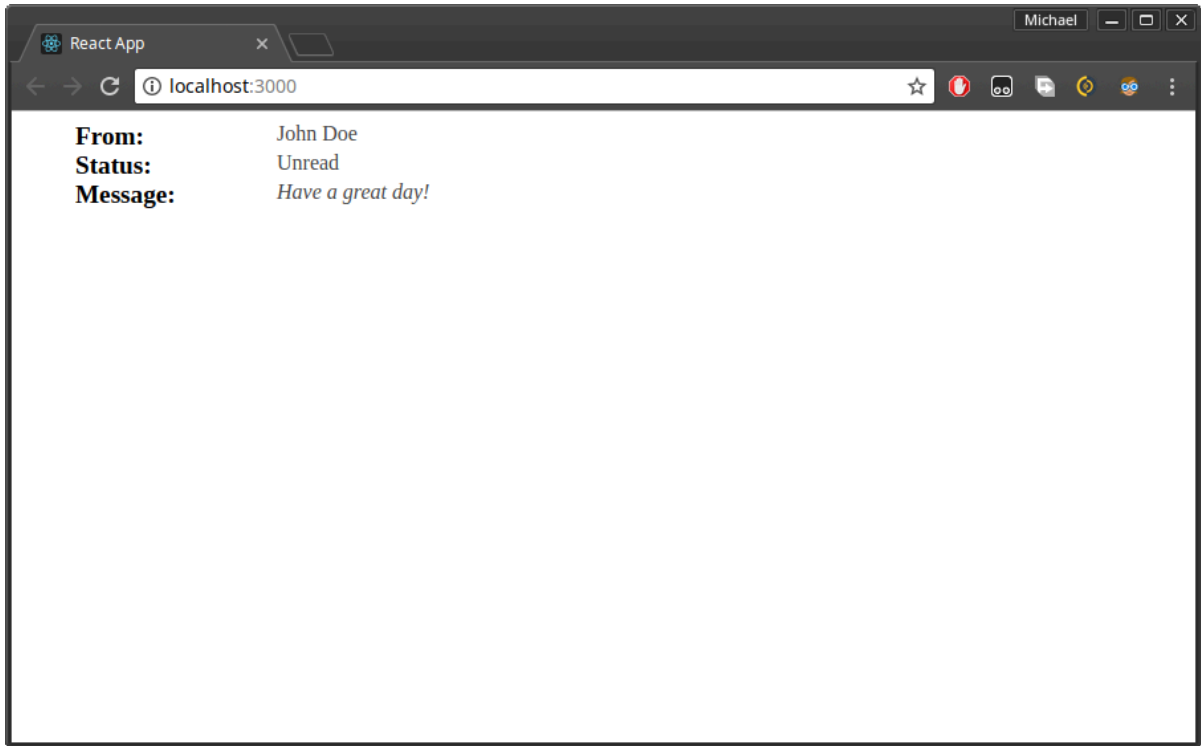 Michael
React App
localhost:3000
From: John Doe
Status: Unread
Message: Have a great day!